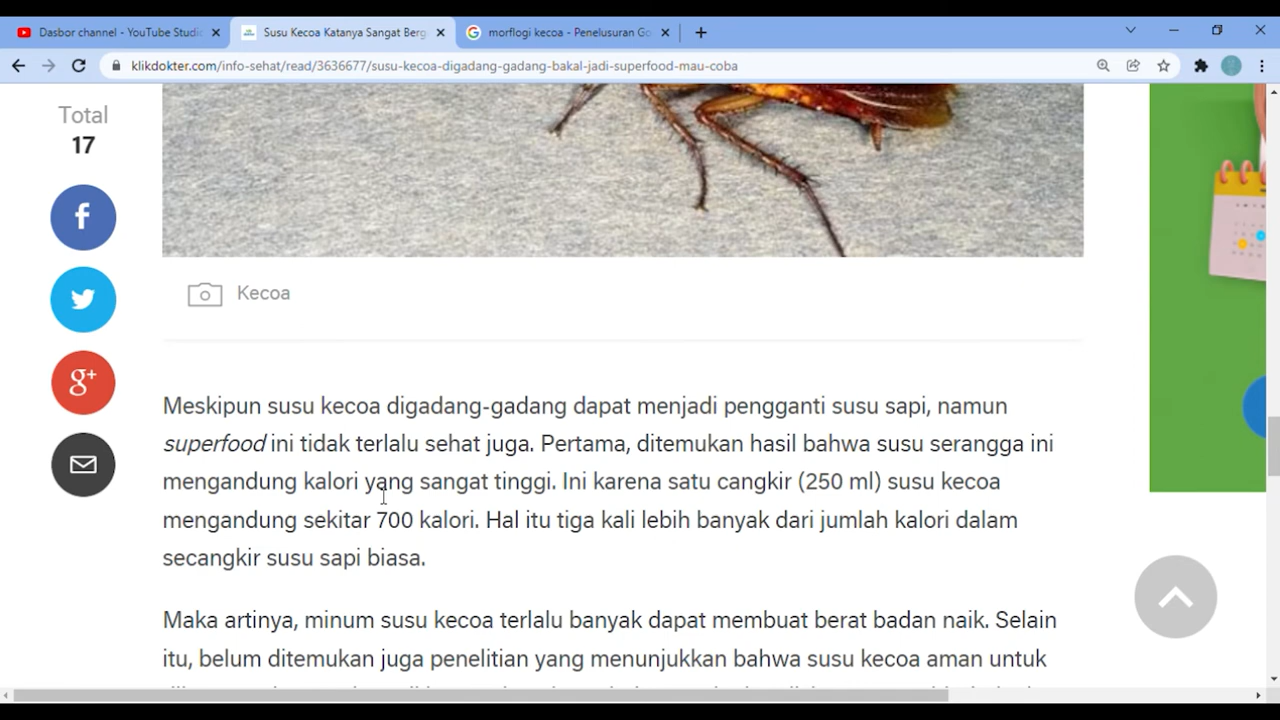 Dasbor channel - YouTube Studio
Susu Kecoa Katanya Sangat Berg
morflogi kecoa - Penelusuran Go
klikdokter.com/info-sehat/read/3636677/susu-kecoa-digadang-gadang-bakal-jadi-superfood-mau-coba
Total
17
f
g+
Kecoa
Meskipun susu kecoa digadang-gadang dapat menjadi pengganti susu sapi, namun
superfood ini tidak terlalu sehat juga. Pertama, ditemukan hasil bahwa susu serangga ini
mengandung kalori yang sangat tinggi. Ini karena satu cangkir (250 ml) susu kecoa
mengandung sekitar 700 kalori. Hal itu tiga kali lebih banyak dari jumlah kalori dalam
secangkir susu sapi biasa.
Maka artinya, minum susu kecoa terlalu banyak dapat membuat berat badan naik. Selain
itu, belum ditemukan juga penelitian yang menunjukkan bahwa susu kecoa aman untuk